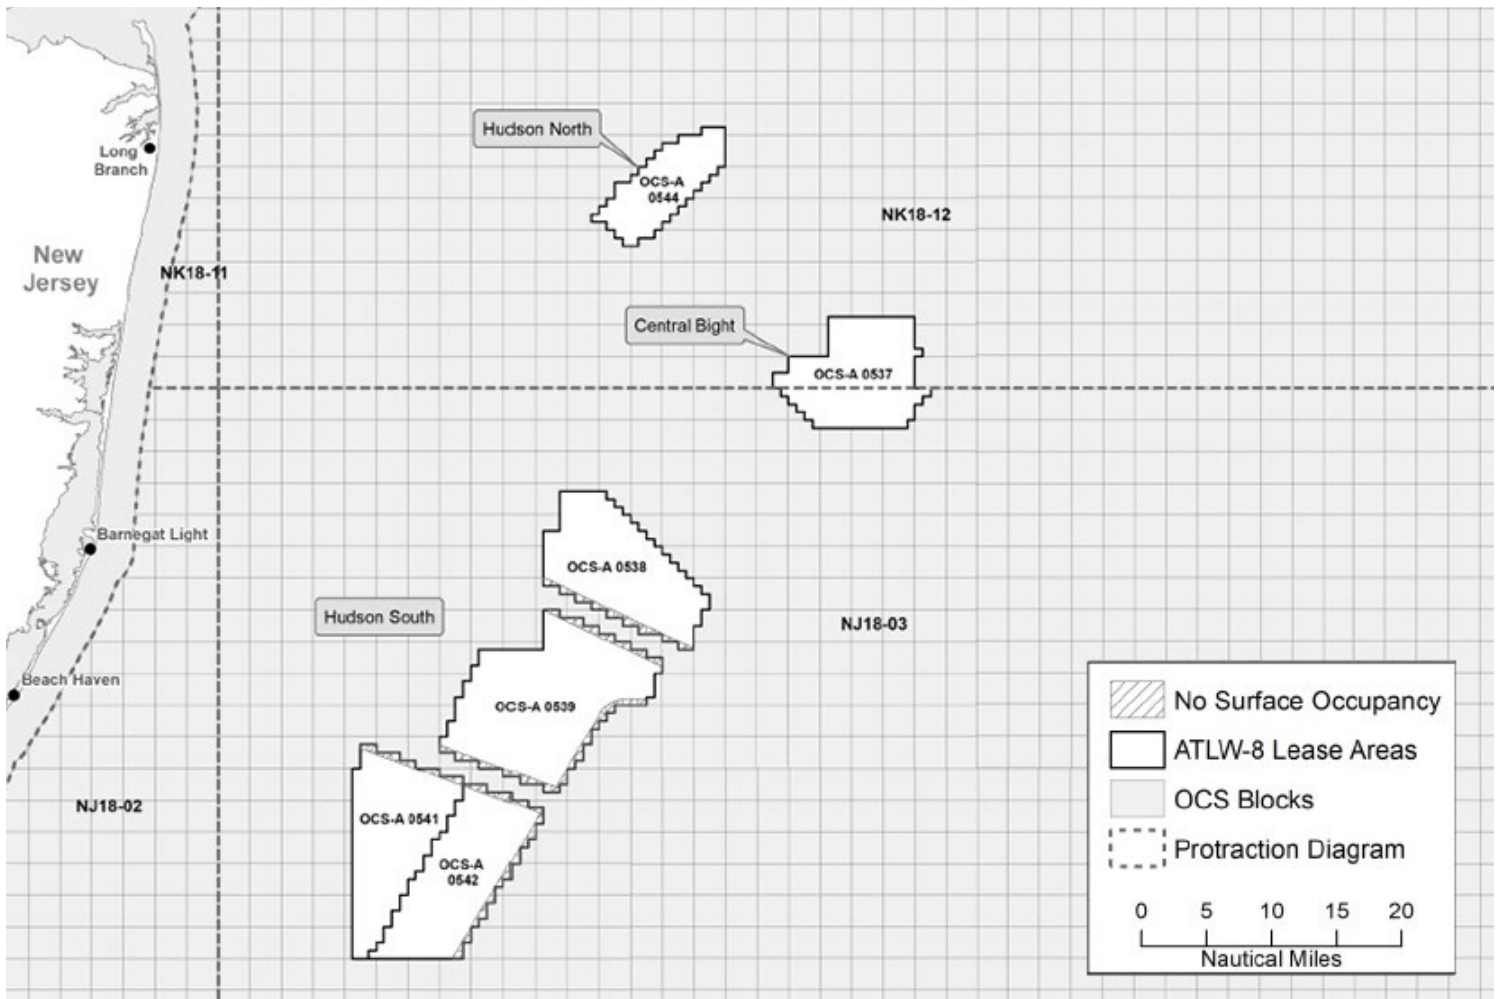 Hudson North
Long
Branch
OCS-A
0544
NK18-12
New
Jersey
NK18-11
Central Bight
OCS-A 0537
Barnegat Light
OCS-A 0538
Hudson South
NJ18-03
Beach Haven
OCS-A 0539
No Surface Occupancy
ATLW-8 Lease Areas
NJ18-02
OCS-A 0541
OCS Blocks
OCS-A
0542
Protraction Diagram
0 5 10 15 20
Nautical Miles